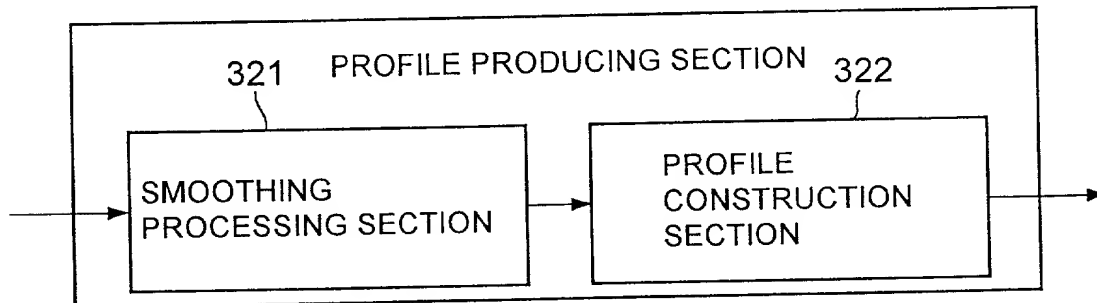 PROFILE PRODUCING SECTION
321
322
SMOOTHING
PROCESSING SECTION
PROFILE
CONSTRUCTION
SECTION